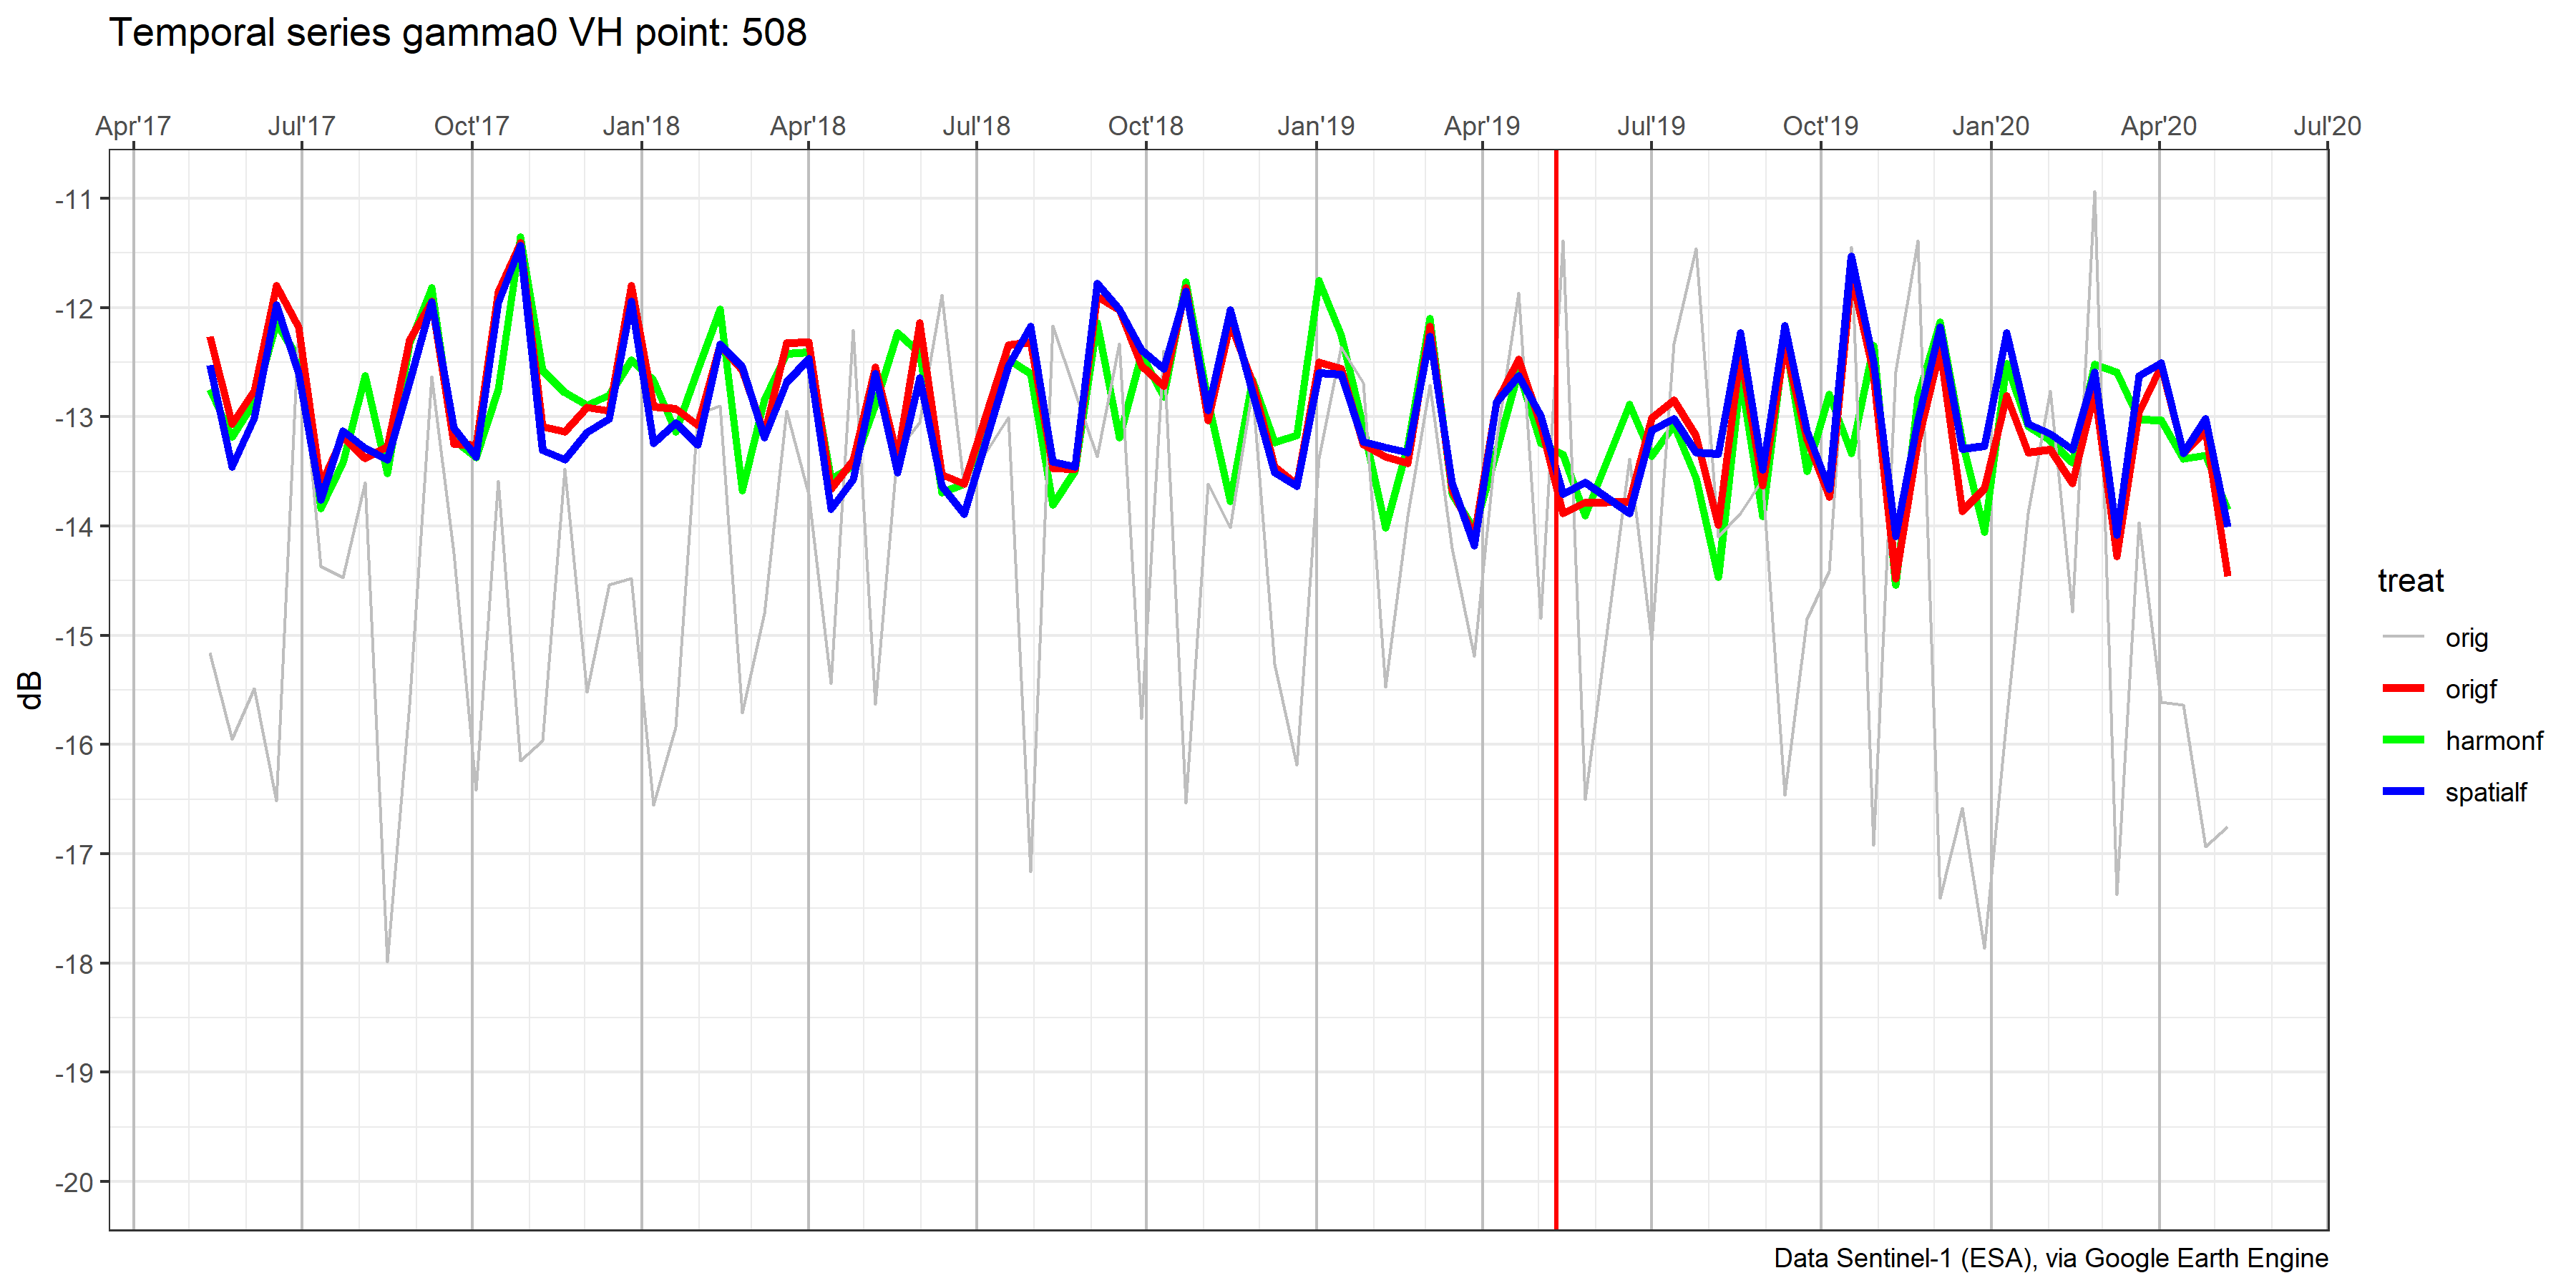 Temporal series gamma0 VH point: 508
Apr'17 Jul'17 Oct'17 Jan'18 Apr'18 Jul'18 Oct'18 Jan'19 Apr'19 Jul'19 Oct'19 Jan'20 Apr'20 Jul'20
-11
-12
-13
-14
-15
-16
-17
-18
-19
-20
dB
treat
orig
origf
harmonf
spatialf
Data Sentinel-1 (ESA), via Google Earth Engine